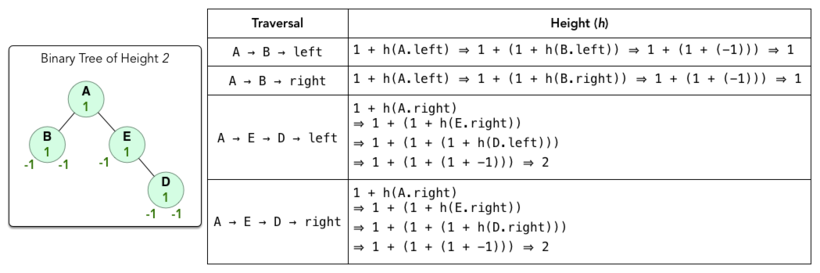 Binary Tree of Height 2
A
1
B
1
E
1
-1 -1
-1
D
1
-1 -1
Traversal Height (h)
A → B → left 1 + h(A.left) ⇒ 1 + (1 + h(B.left)) ⇒ 1 + (1 + (-1))) ⇒ 1
A → B → right 1 + h(A.left) ⇒ 1 + (1 + h(B.right)) ⇒ 1 + (1 + (-1))) ⇒ 1
A → E → D → left
1 + h(A.right)
⇒ 1 + (1 + h(E.right))
⇒ 1 + (1 + (1 + h(D.left)))
⇒ 1 + (1 + (1 + -1))) ⇒ 2
A → E → D → right
1 + h(A.right)
⇒ 1 + (1 + h(E.right))
⇒ 1 + (1 + (1 + h(D.right)))
⇒ 1 + (1 + (1 + -1))) ⇒ 2